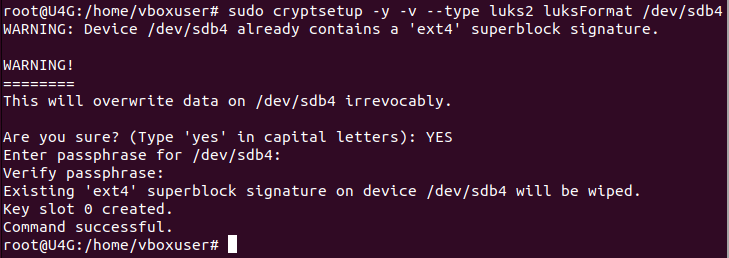 root@U4G:/home/vboxuser# sudo cryptsetup -y -v --type luks2 luksFormat /dev/sdb4
WARNING: Device /dev/sdb4 already contains a 'ext4' superblock signature.
WARNING!
========
This will overwrite data on /dev/sdb4 irrevocably.
Are you sure? (Type 'yes' in capital letters): YES
Enter passphrase for /dev/sdb4:
Verify passphrase:
Existing 'ext4' superblock signature on device /dev/sdb4 will be wiped.
Key slot 0 created.
Command successful.
root@U4G:/home/vboxuser#